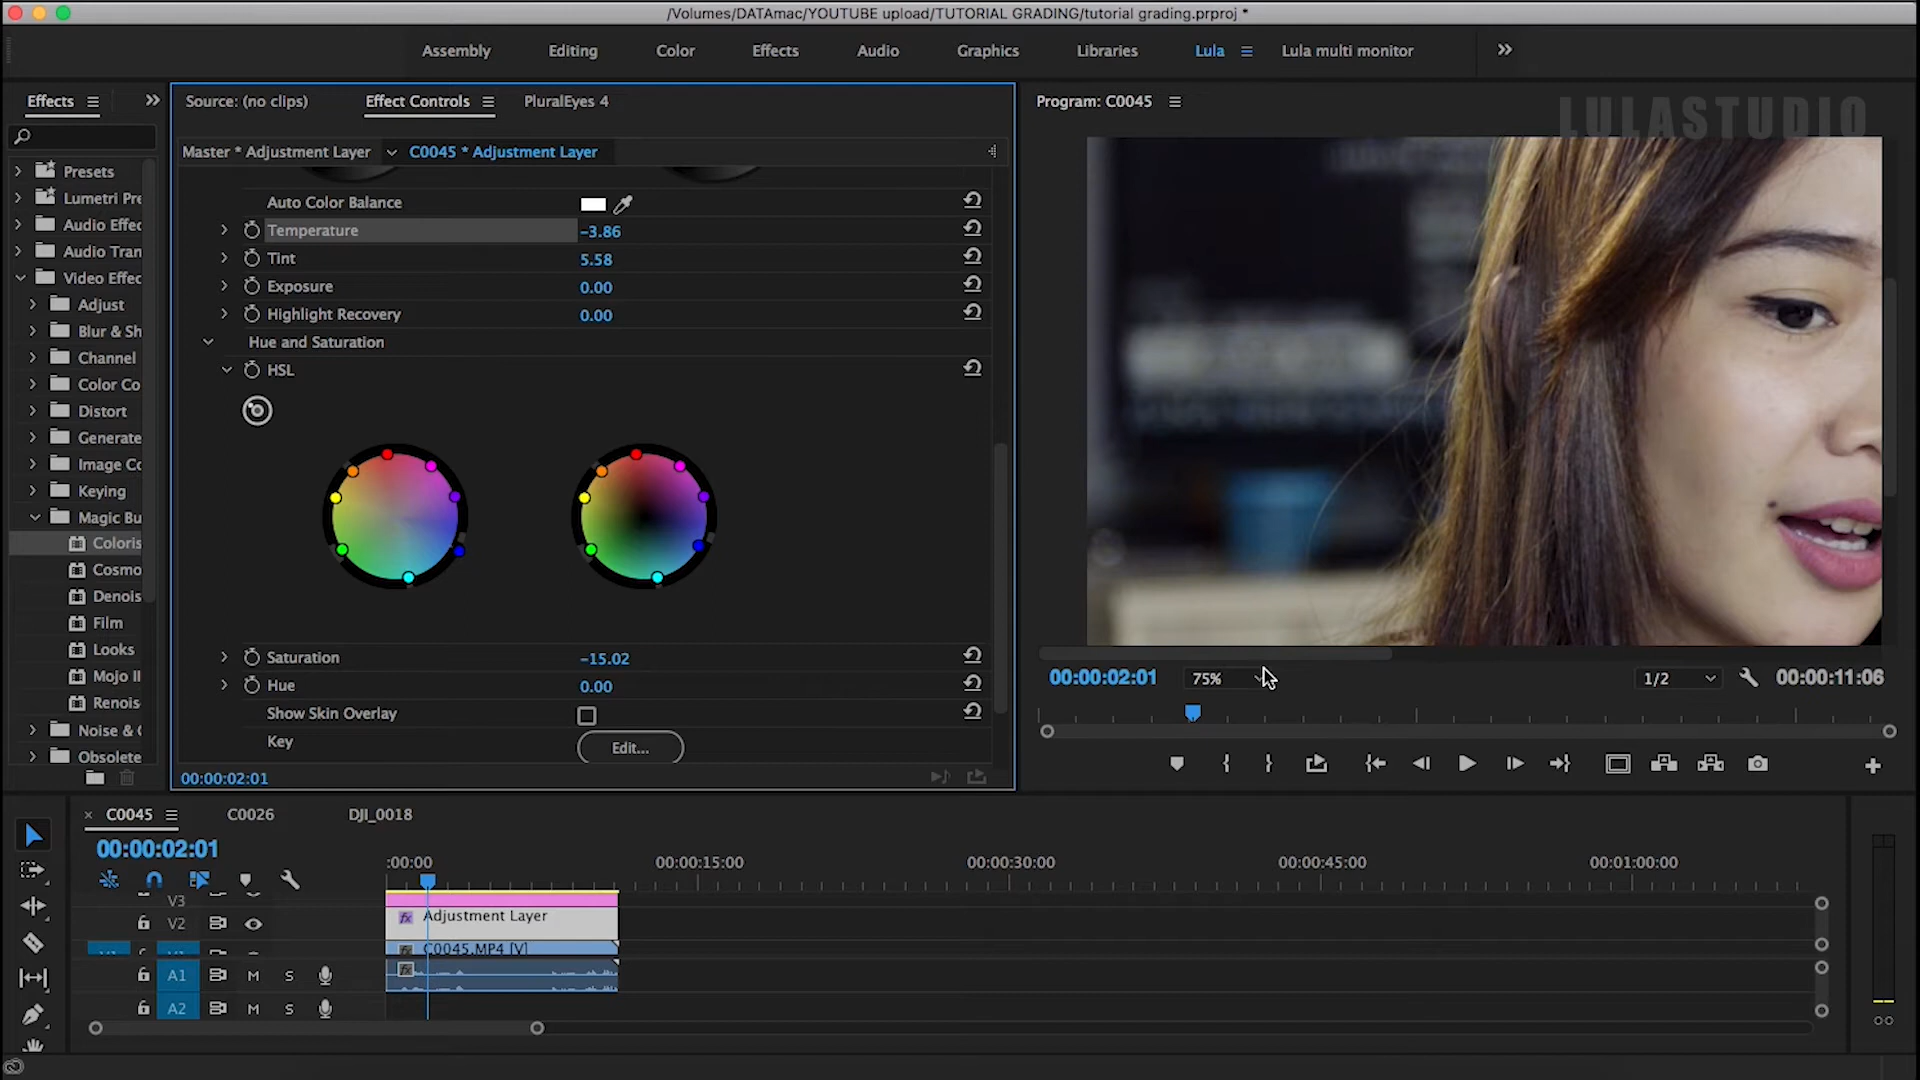 /Volumes/DATAmac/YOUTUBE upload/TUTORIAL GRADING/tutorial grading.prproj *
Assembly Editing Color Effects Audio Graphics Libraries Lula Lula multi monitor
Effects
Source: (no clips) Effect Controls PluralEyes 4
Program: C0045
LULASTUDIO
Master * Adjustment Layer C0045 * Adjustment Layer
Presets
Lumetri Pre
Audio Effec
Audio Tran
Video Effec
Adjust
Blur & Sh
Channel
Color Co
Distort
Generate
Image Co
Keying
Magic Bu
Coloris
Cosmo
Denois
Film
Looks
Mojo II
Renois
Noise & (
Obsolete
Auto Color Balance
Temperature -3.86
Tint 5.58
Exposure 0.00
Highlight Recovery 0.00
Hue and Saturation
HSL
Saturation -15.02
Hue 0.00
Show Skin Overlay
Key Edit...
00:00:02:01
00:00:02:01 75% 1/2 00:00:11:06
C0045 C0026 DJI_0018
00:00:02:01
:00:00 00:00:15:00 00:00:30:00 00:00:45:00 00:01:00:00
V3
V2
fx Adjustment Layer
V1
fx C0045.MP4 [V]
A1 M S
fx
A2 M S